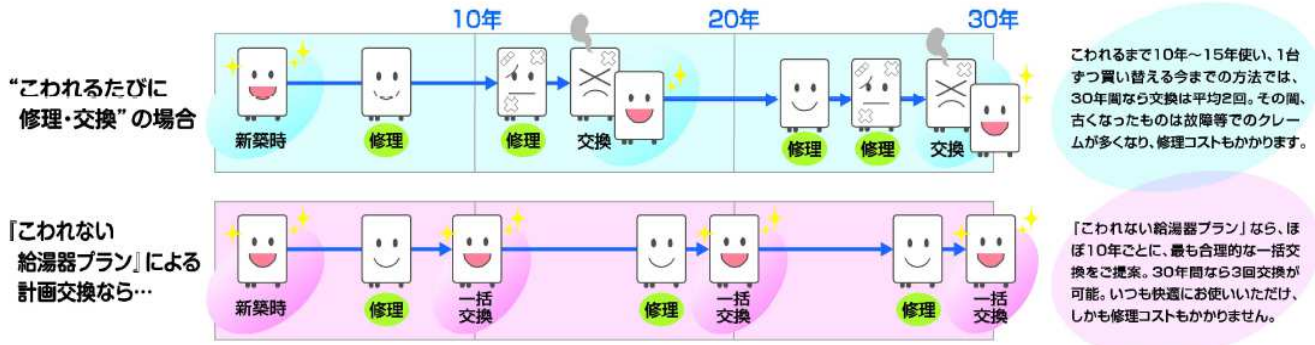 10年
20年
30年
“こわれるたびに
修理・交換”の場合
新築時
修理
修理
交換
修理
修理
交換
こわれるまで10年～15年使い、1台
ずつ買い替える今までの方法では、
30年間なら交換は平均2回。その間、
古くなったものは故障等でのクレー
ムが多くなり、修理コストもかかります。
『こわれない
給湯器プラン』による
計画交換なら…
新築時
修理
一括
交換
修理
一括
交換
修理
一括
交換
『こわれない給湯器プラン」なら、ほ
ぼ10年ごとに、最も合理的な一括交
換をご提案。30年間なら3回交換が
可能。いつも快適にお使いいただけ、
しかも修理コストもかかりません。